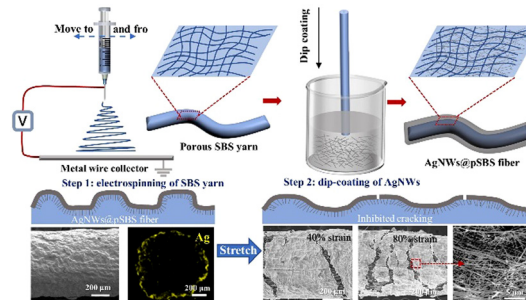 Move to and fro
Dip coating
V
Porous SBS yarn
AgNWs@pSBS fiber
Metal wire collector
Step 1: electrospinning of SBS yarn
Step 2: dip-coating of AgNWs
AgNWs@pSBS fiber
Inhibited cracking
Ag
Stretch
40% strain
80% strain
200 μm
200 μm
200 μm
200 μm
5 μm